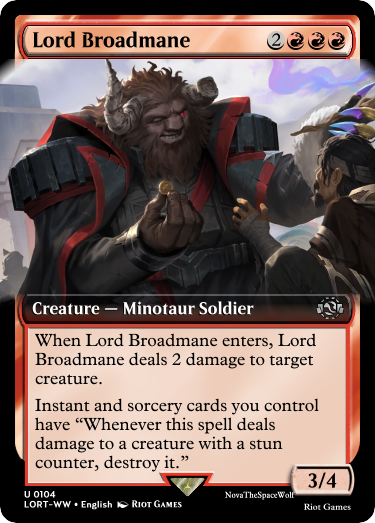 Lord Broadmane 2
Creature — Minotaur Soldier
When Lord Broadmane enters, Lord
Broadmane deals 2 damage to target
creature.
Instant and sorcery cards you control
have “Whenever this spell deals
damage to a creature with a stun
counter, destroy it.”
3/4
U 0104
LORT-WW • English Riot Games
NovaTheSpaceWolf
Riot Games